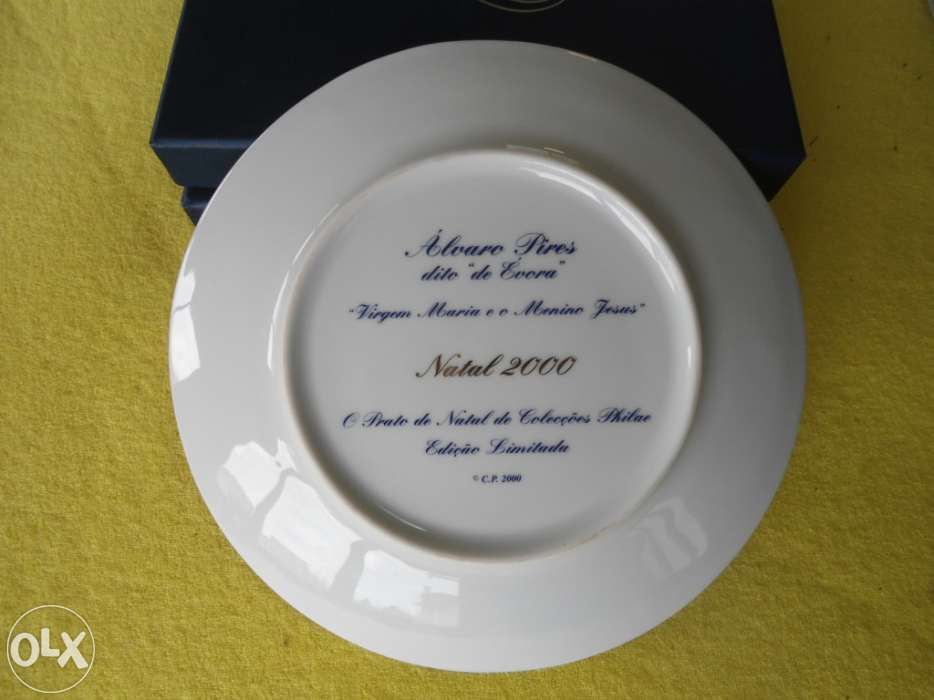 Álvaro Pires
dito "de Évora"
"Virgem Maria e o Menino Jesus"
Natal 2000
O Prato de Natal de Colecções Philae
Edição Limitada
© C.P. 2000
OLX